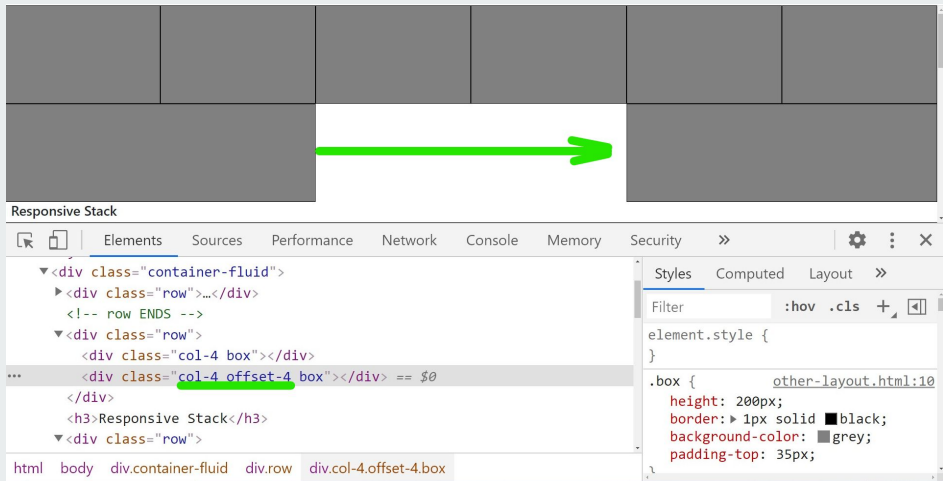 Responsive Stack
Elements Sources Performance Network Console Memory Security »
<div class="container-fluid">
<div class="row">…</div>
<!-- row ENDS -->
<div class="row">
<div class="col-4 box"></div>
<div class="col-4 offset-4 box"></div> == $0
</div>
<h3>Responsive Stack</h3>
<div class="row">
html body div.container-fluid div.row div.col-4.offset-4.box
Styles Computed Layout »
Filter :hov .cls +
element.style {
}
.box { other-layout.html:10
height: 200px;
border: 1px solid black;
background-color: grey;
padding-top: 35px;
}